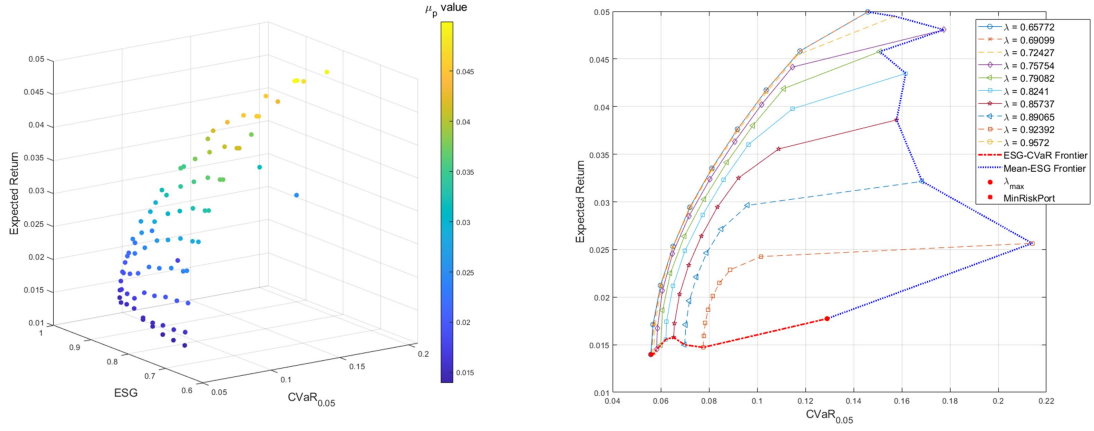 μp value
0.045
0.04
0.035
0.03
0.025
0.02
0.015
0.05
0.045
0.04
0.035
0.03
0.025
0.02
0.015
0.01
Expected Return
1
0.9
0.8
0.7
0.6
ESG
0.05
0.1
0.15
0.2
CVaR0.05
0.05
0.045
0.04
0.035
0.03
0.025
0.02
0.015
0.01
Expected Return
0.04
0.06
0.08
0.1
0.12
0.14
0.16
0.18
0.2
0.22
CVaR0.05
λ = 0.65772
λ = 0.69099
λ = 0.72427
λ = 0.75754
λ = 0.79082
λ = 0.8241
λ = 0.85737
λ = 0.89065
λ = 0.92392
λ = 0.9572
ESG-CVaR Frontier
Mean-ESG Frontier
λmax
MinRiskPort